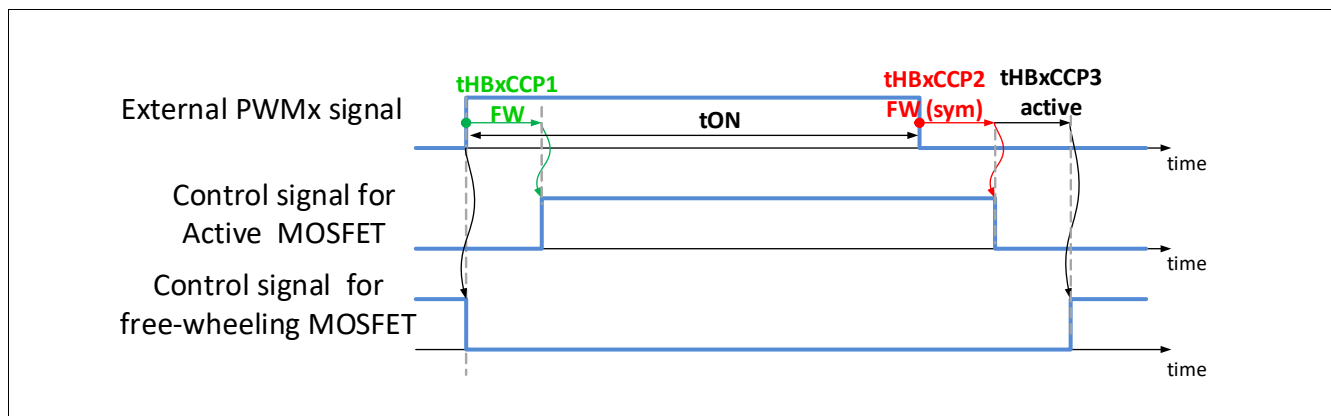 tHBxCCP1
FW
tHBxCCP2
FW (sym)
tHBxCCP3
active
External PWMx signal
tON
time
Control signal for
Active MOSFET
time
Control signal for
free-wheeling MOSFET
time